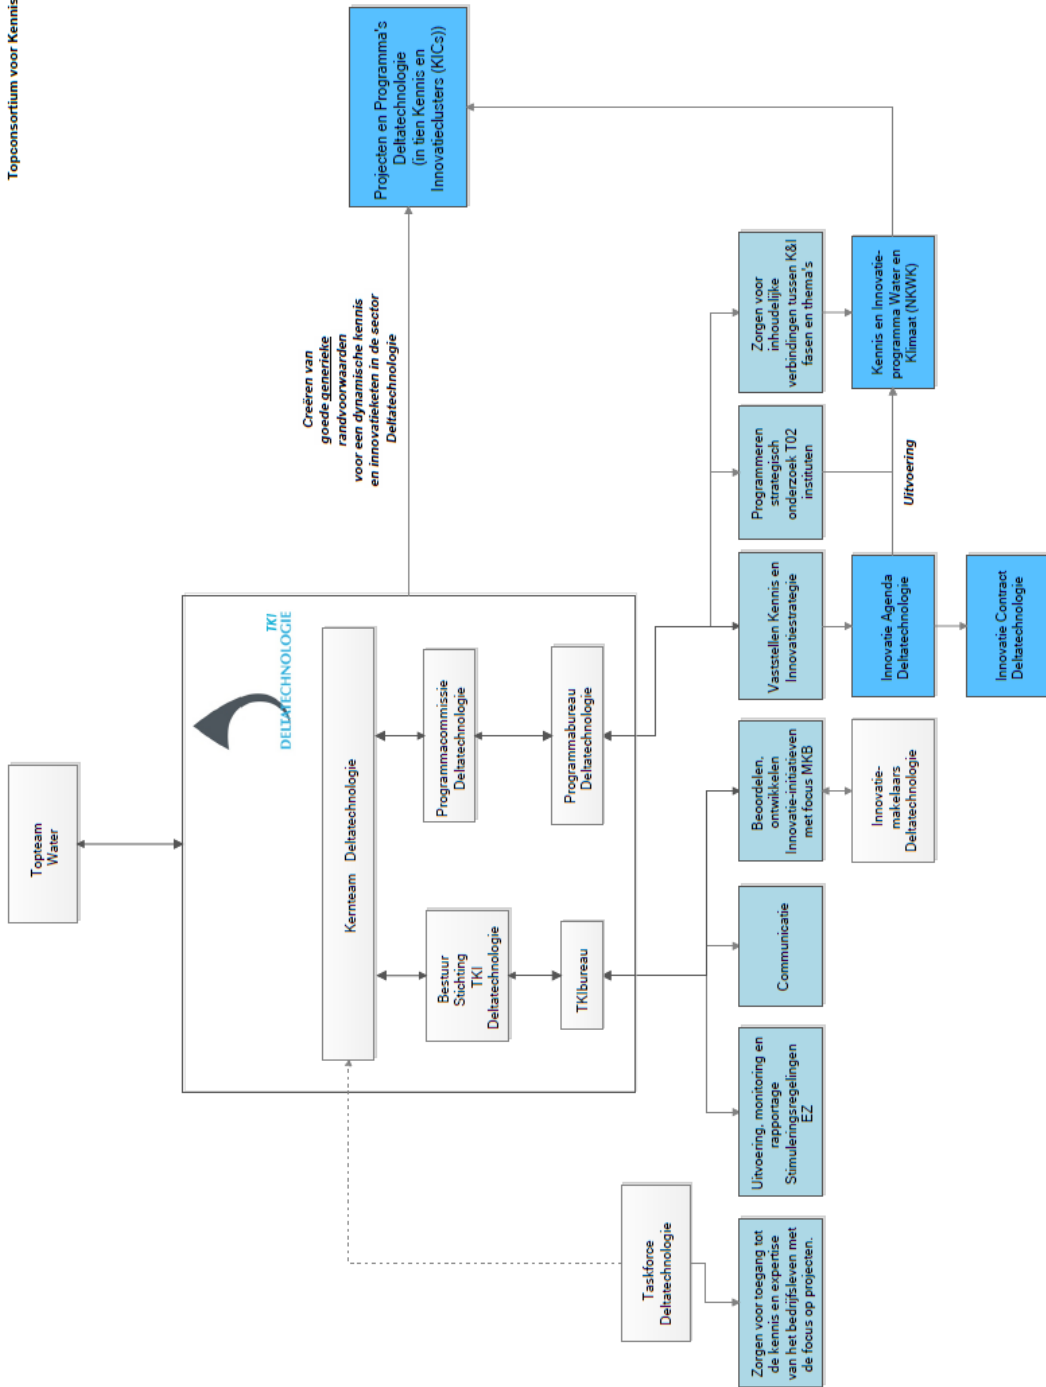 Topconsortium voor Kennis
Topteam
Water
TKI
DELTATECHNOLOGIE
Kernteam Deltatechnologie
Bestuur
Stichting
TKI
Deltatechnologie
Programmacommissie
Deltatechnologie
TKIbureau
Programmabureau
Deltatechnologie
Creëren van
goede generieke
randvoorwaarden
voor een dynamische kennis
en innovatieketen in de sector
Deltatechnologie
Projecten en Programma's
Deltatechnologie
(in tien Kennis en
Innovatieclusters (KICs))
Taskforce
Deltatechnologie
Zorgen voor toegang tot
de kennis en expertise
van het bedrijfsleven met
de focus op projecten.
Uitvoering, monitoring en
rapportage
Stimuleringsregelingen
EZ
Communicatie
Beoordelen,
ontwikkelen
Innovatie-initiatieven
met focus MKB
Vaststellen Kennis en
Innovatiestrategie
Programmeren
strategisch
onderzoek T02
instituten
Zorgen voor
inhoudelijke
verbindingen tussen K&I
fasen en thema's
Innovatie-
makelaars
Deltatechnologie
Innovatie Agenda
Deltatechnologie
Uitvoering
Kennis en Innovatie-
programma Water en
Klimaat (NKWK)
Innovatie Contract
Deltatechnologie